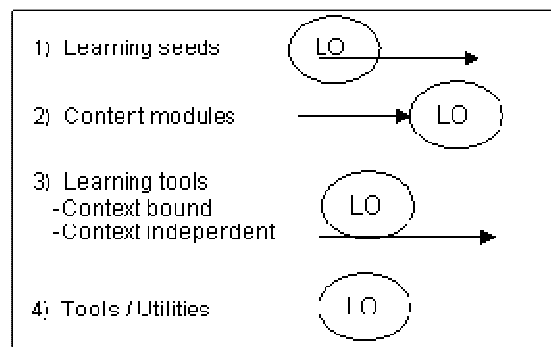 1) Learning seeds LO
2) Content modules LO
3) Learning tools LO
-Context bound
-Context independent
4) Tools / Utilities LO